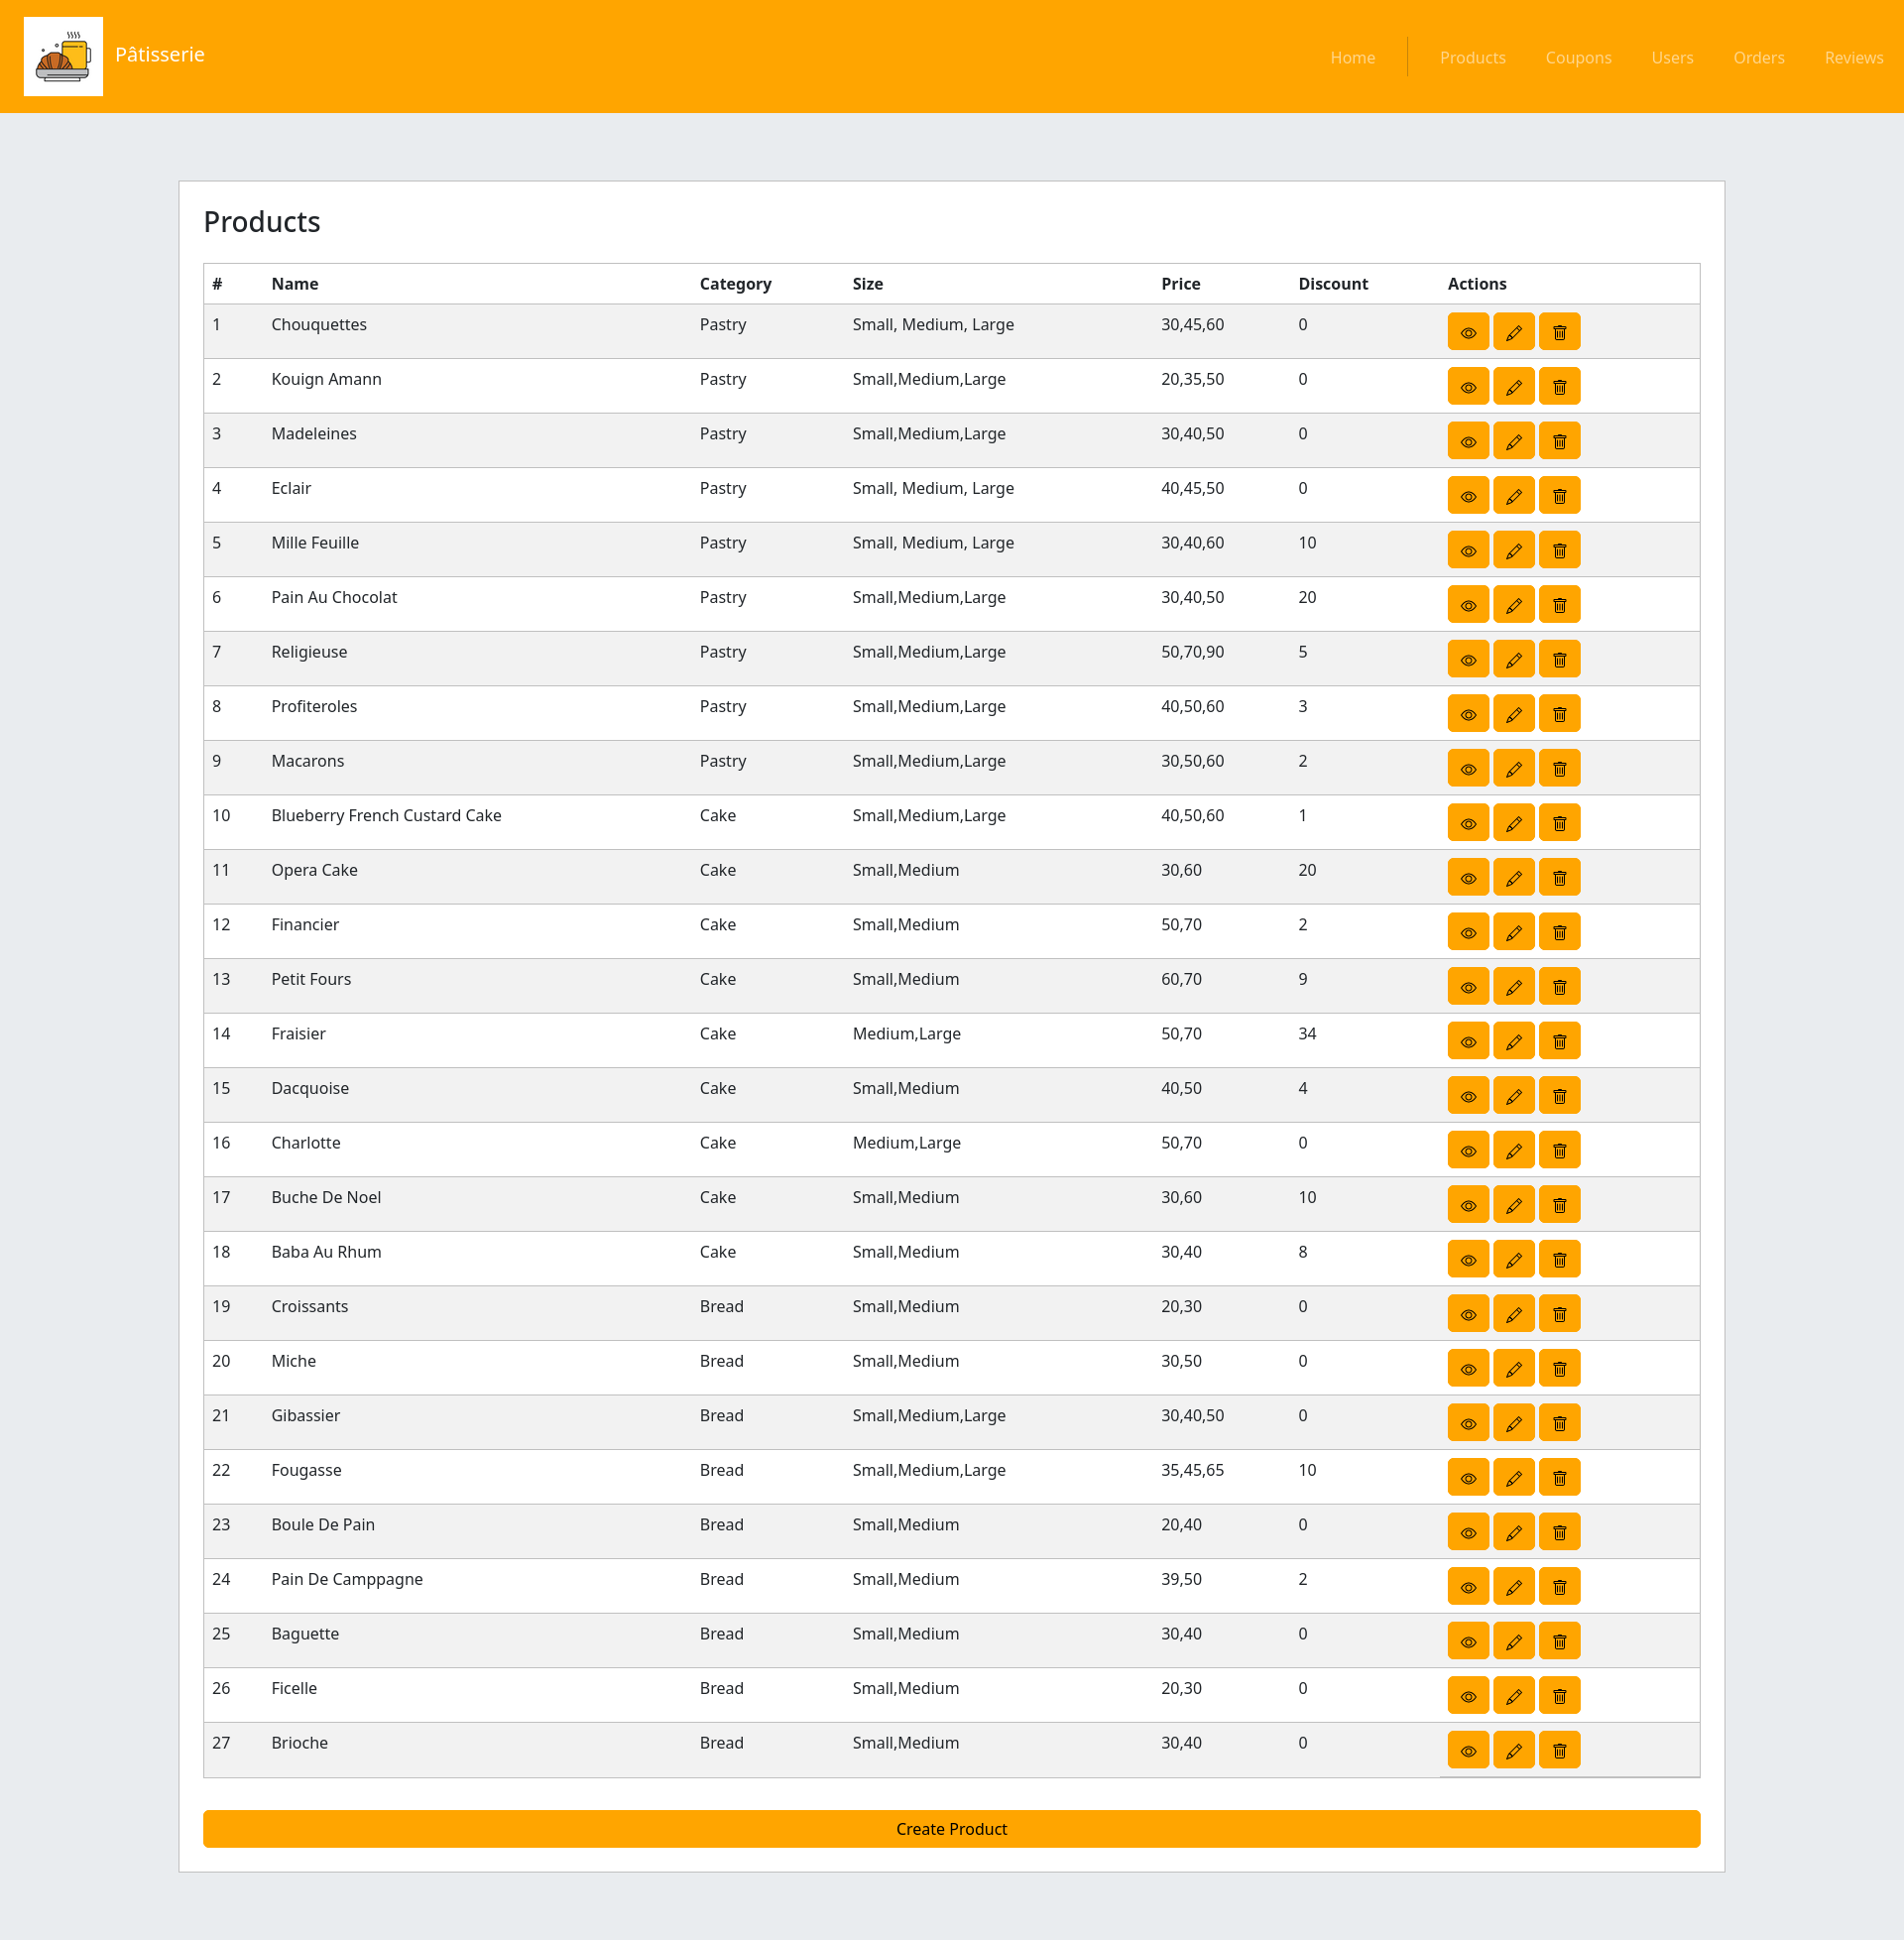 Pâtisserie
Home Products Coupons Users Orders Reviews
Products
# Name Category Size Price Discount Actions
1 Chouquettes Pastry Small, Medium, Large 30,45,60 0
2 Kouign Amann Pastry Small,Medium,Large 20,35,50 0
3 Madeleines Pastry Small,Medium,Large 30,40,50 0
4 Eclair Pastry Small, Medium, Large 40,45,50 0
5 Mille Feuille Pastry Small, Medium, Large 30,40,60 10
6 Pain Au Chocolat Pastry Small,Medium,Large 30,40,50 20
7 Religieuse Pastry Small,Medium,Large 50,70,90 5
8 Profiteroles Pastry Small,Medium,Large 40,50,60 3
9 Macarons Pastry Small,Medium,Large 30,50,60 2
10 Blueberry French Custard Cake Cake Small,Medium,Large 40,50,60 1
11 Opera Cake Cake Small,Medium 30,60 20
12 Financier Cake Small,Medium 50,70 2
13 Petit Fours Cake Small,Medium 60,70 9
14 Fraisier Cake Medium,Large 50,70 34
15 Dacquoise Cake Small,Medium 40,50 4
16 Charlotte Cake Medium,Large 50,70 0
17 Buche De Noel Cake Small,Medium 30,60 10
18 Baba Au Rhum Cake Small,Medium 30,40 8
19 Croissants Bread Small,Medium 20,30 0
20 Miche Bread Small,Medium 30,50 0
21 Gibassier Bread Small,Medium,Large 30,40,50 0
22 Fougasse Bread Small,Medium,Large 35,45,65 10
23 Boule De Pain Bread Small,Medium 20,40 0
24 Pain De Camppagne Bread Small,Medium 39,50 2
25 Baguette Bread Small,Medium 30,40 0
26 Ficelle Bread Small,Medium 20,30 0
27 Brioche Bread Small,Medium 30,40 0
Create Product